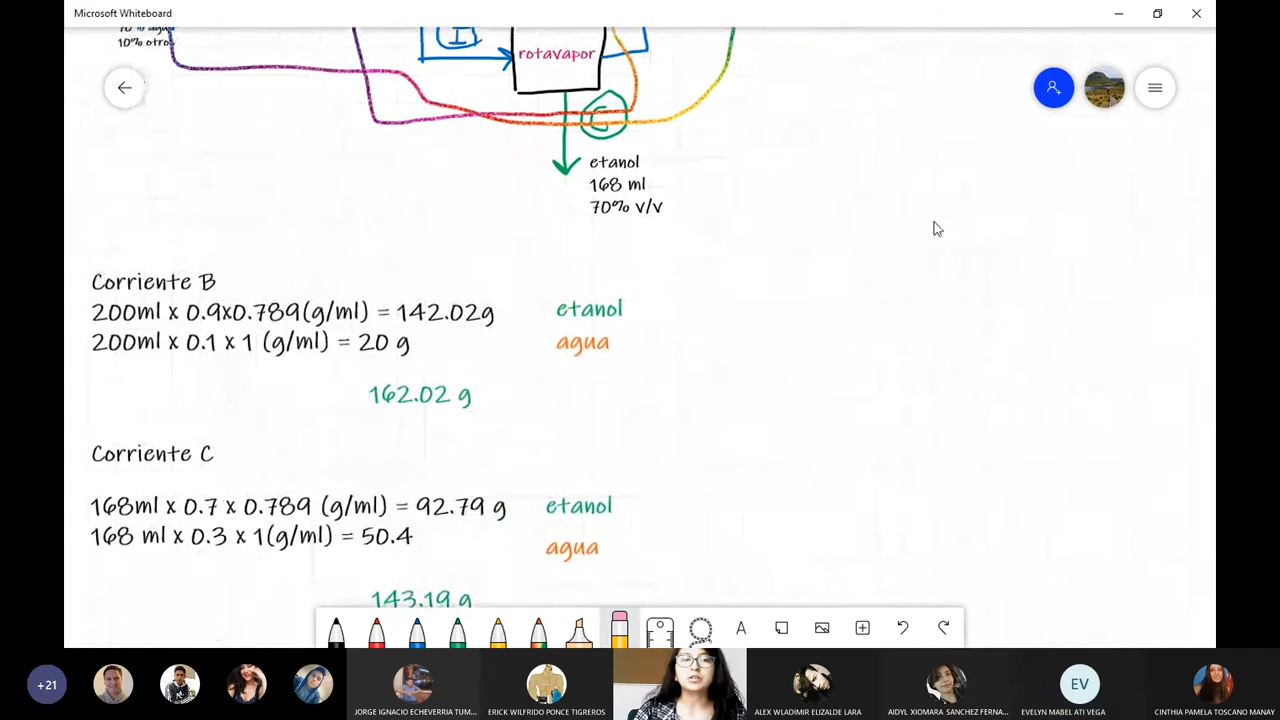 Microsoft Whiteboard
10% otro
I
rotavapor
C
etanol
168 ml
70% v/v
Corriente B
200ml x 0.9x0.789(g/ml) = 142.02g etanol
200ml x 0.1 x 1 (g/ml) = 20 g agua
162.02 g
Corriente C
168ml x 0.7 x 0.789 (g/ml) = 92.79 g etanol
168 ml x 0.3 x 1(g/ml) = 50.4 agua
143.19 g
A
+21
EV
JORGE IGNACIO ECHEVERRIA TUM...
ERICK WILFRIDO PONCE TIGREROS
ALEX WLADIMIR ELIZALDE LARA
AIDYL XIOMARA SANCHEZ FERNA...
EVELYN MABEL ATI VEGA
CINTHIA PAMELA TOSCANO MANAY